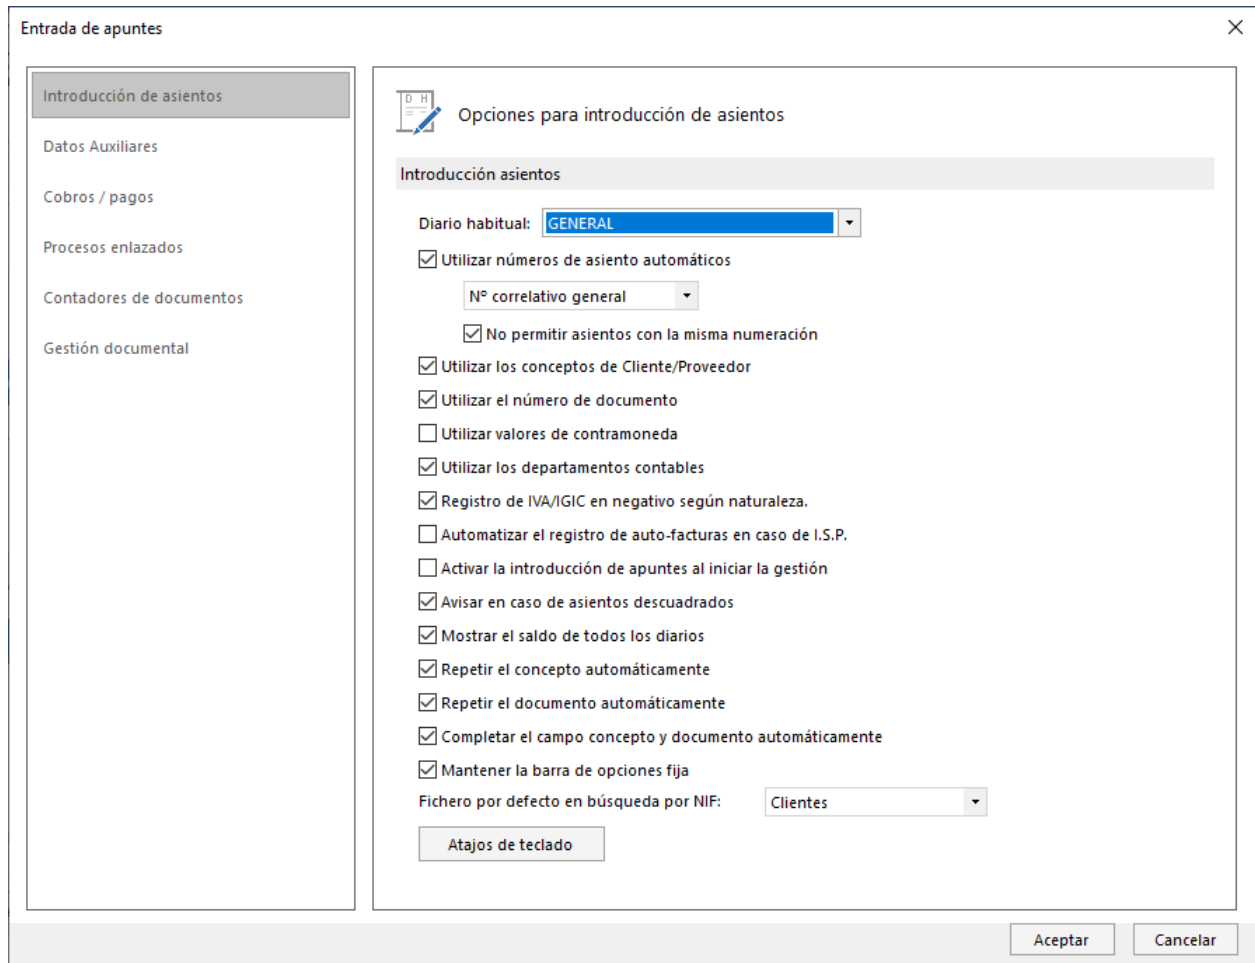 Entrada de apuntes
Introducción de asientos
Datos Auxiliares
Cobros / pagos
Procesos enlazados
Contadores de documentos
Gestión documental
D H
Opciones para introducción de asientos
Introducción asientos
Diario habitual: GENERAL
Utilizar números de asiento automáticos
Nº correlativo general
No permitir asientos con la misma numeración
Utilizar los conceptos de Cliente/Proveedor
Utilizar el número de documento
Utilizar valores de contramoneda
Utilizar los departamentos contables
Registro de IVA/IGIC en negativo según naturaleza.
Automatizar el registro de auto-facturas en caso de I.S.P.
Activar la introducción de apuntes al iniciar la gestión
Avisar en caso de asientos descuadrados
Mostrar el saldo de todos los diarios
Repetir el concepto automáticamente
Repetir el documento automáticamente
Completar el campo concepto y documento automáticamente
Mantener la barra de opciones fija
Fichero por defecto en búsqueda por NIF: Clientes
Atajos de teclado
Aceptar Cancelar